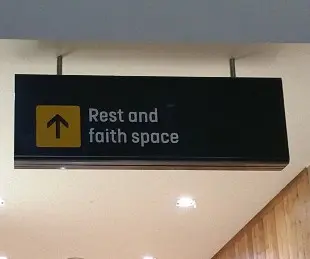 Rest and
faith space